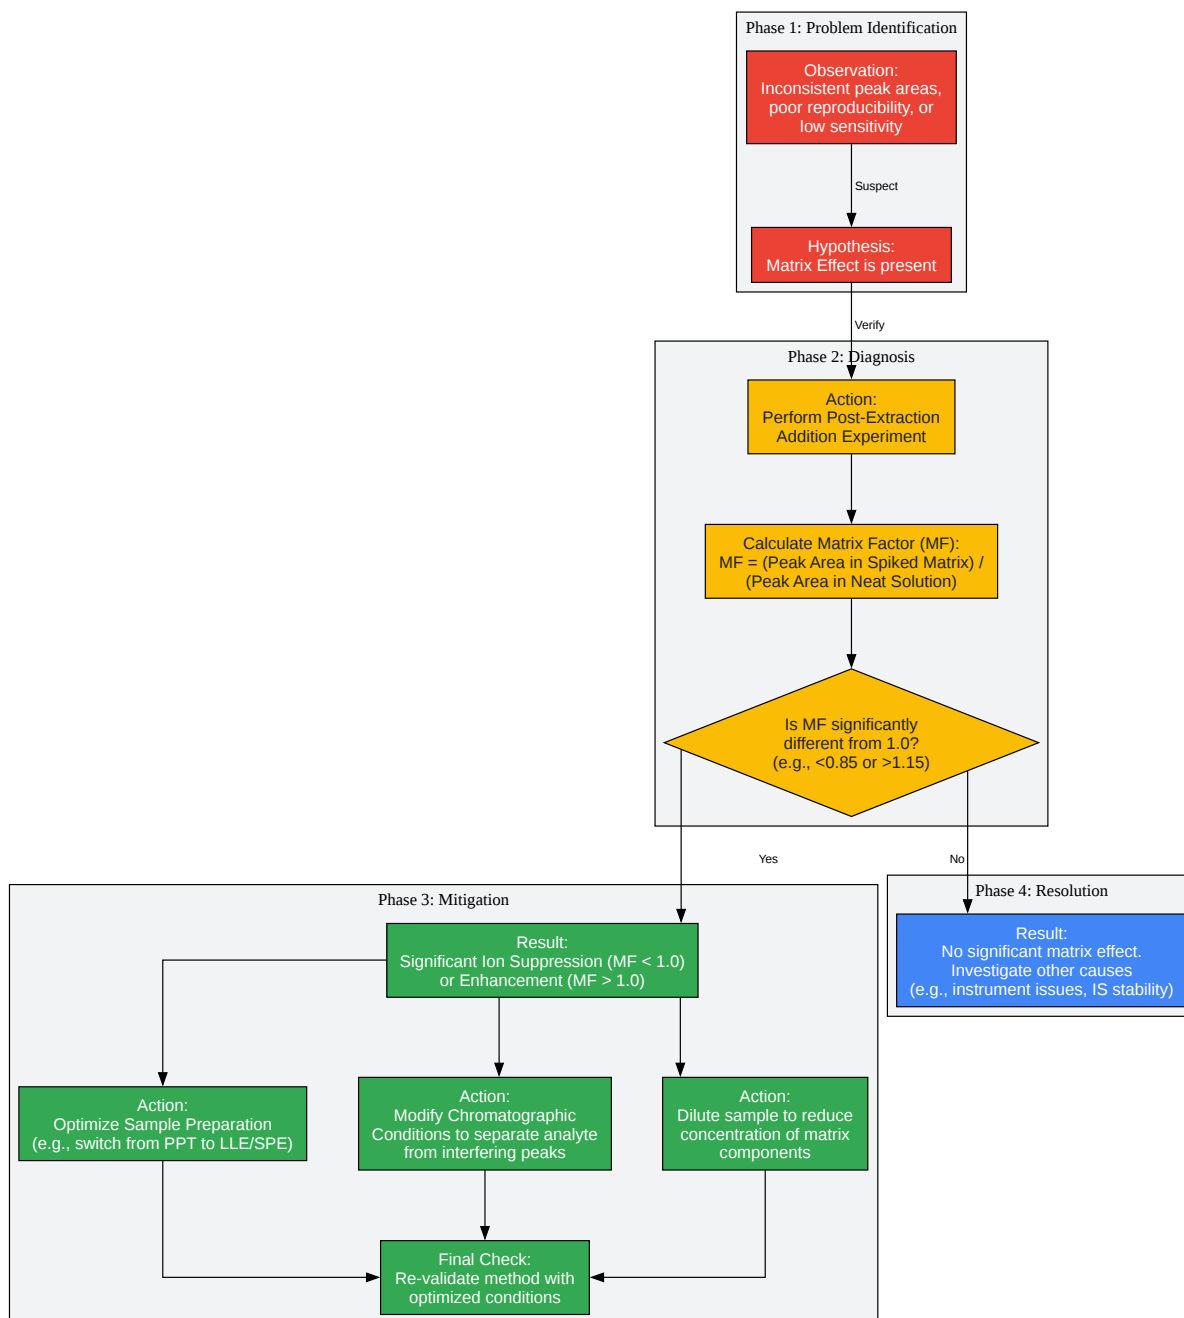 Phase 1: Problem Identification
Observation:
Inconsistent peak areas,
poor reproducibility, or
low sensitivity
Suspect
Hypothesis:
Matrix Effect is present
Verify
Phase 2: Diagnosis
Action:
Perform Post-Extraction
Addition Experiment
Calculate Matrix Factor (MF):
MF = (Peak Area in Spiked Matrix) /
(Peak Area in Neat Solution)
Is MF significantly
different from 1.0?
(e.g., <0.85 or >1.15)
Yes
No
Phase 3: Mitigation
Result:
Significant Ion Suppression (MF < 1.0)
or Enhancement (MF > 1.0)
Phase 4: Resolution
Result:
No significant matrix effect.
Investigate other causes
(e.g., instrument issues, IS stability)
Action:
Optimize Sample Preparation
(e.g., switch from PPT to LLE/SPE)
Action:
Modify Chromatographic
Conditions to separate analyte
from interfering peaks
Action:
Dilute sample to reduce
concentration of matrix
components
Final Check:
Re-validate method with
optimized conditions